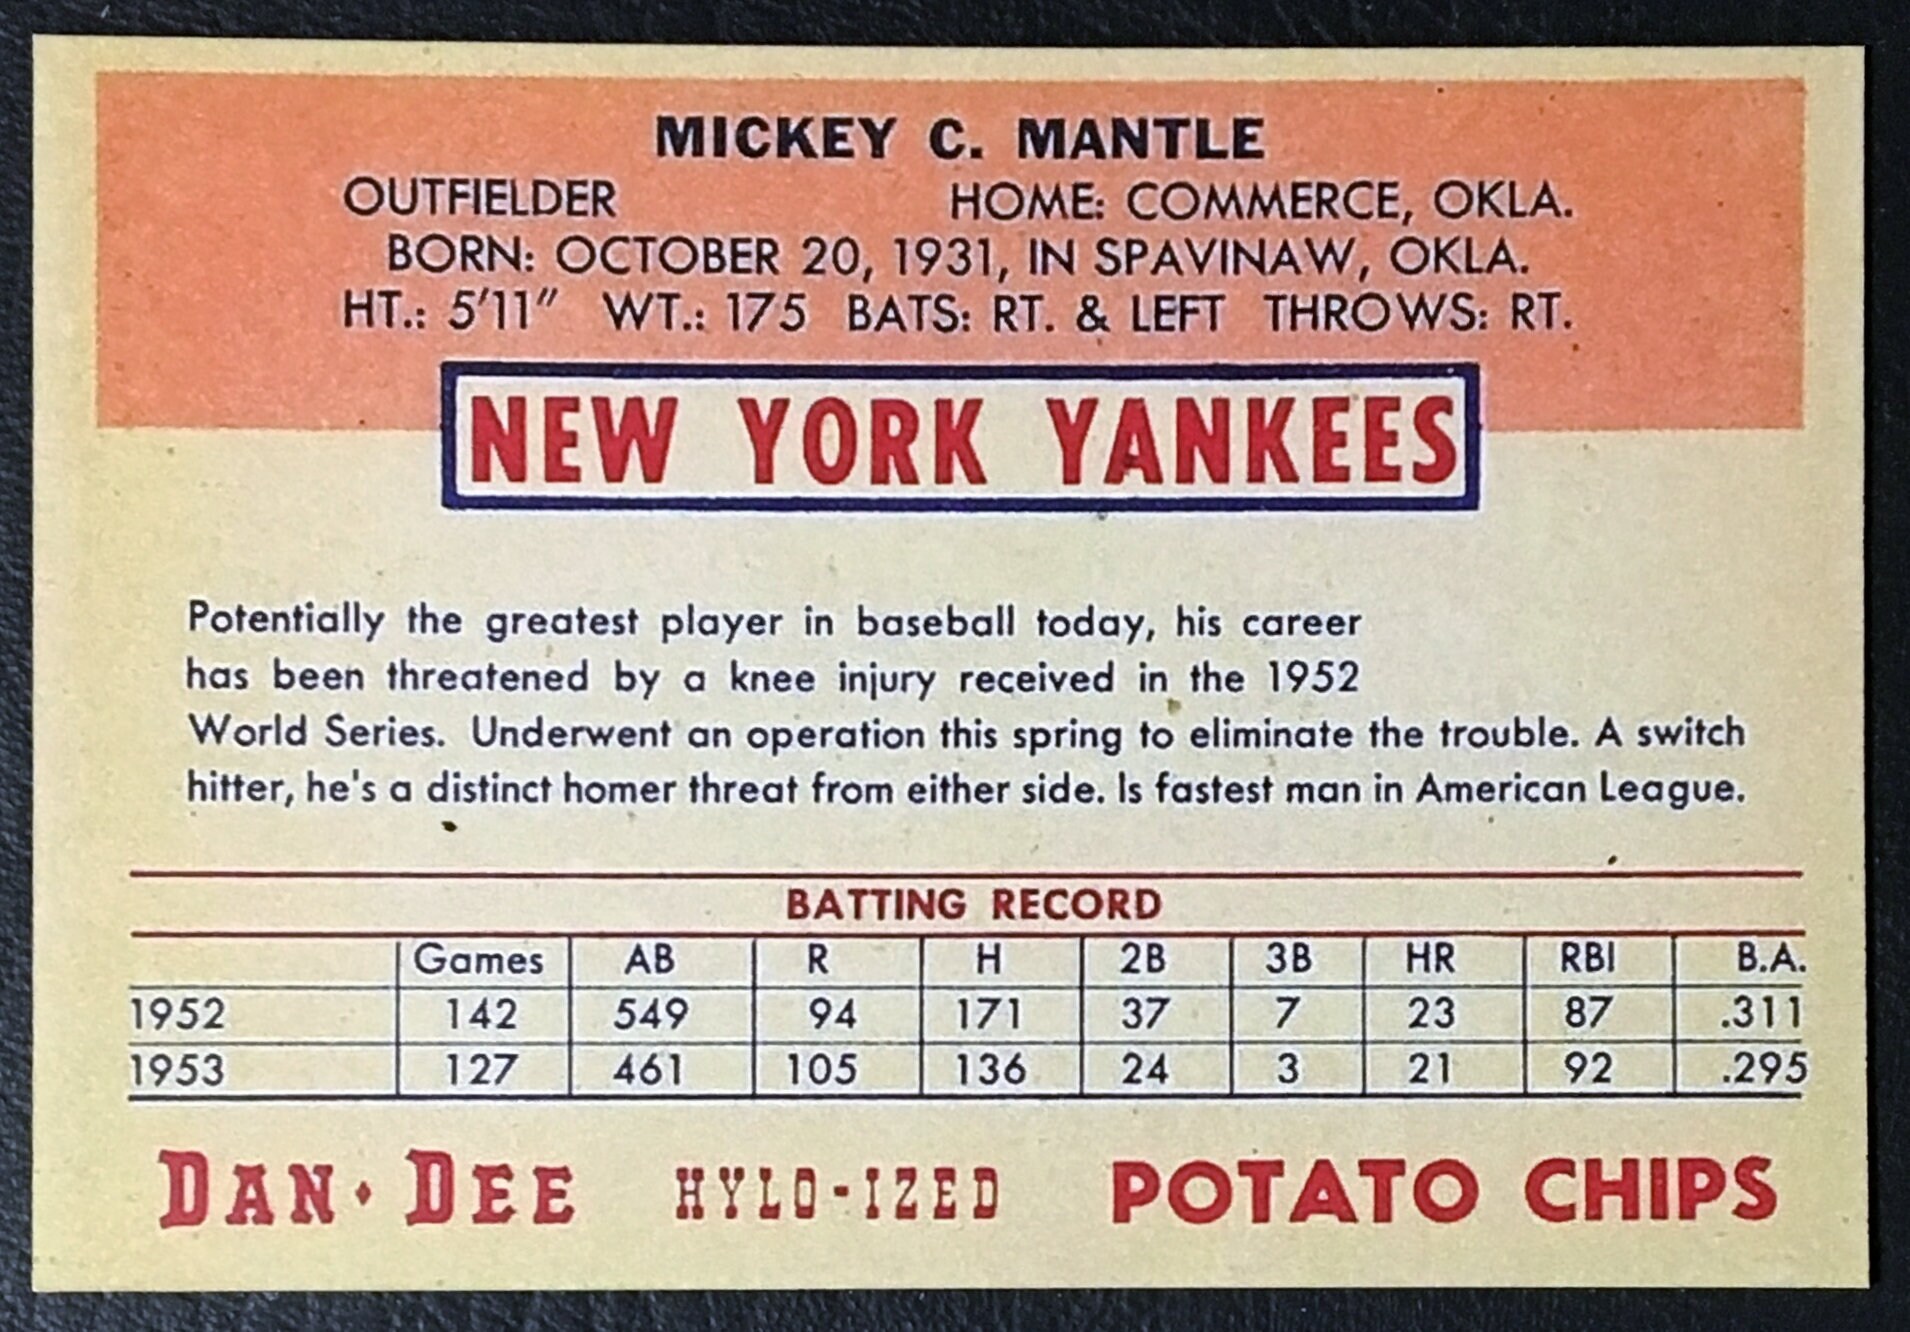 MICKEY C. MANTLE
OUTFIELDER HOME: COMMERCE, OKLA.
BORN: OCTOBER 20, 1931, IN SPAVINAW, OKLA.
HT.: 5'11" WT.: 175 BATS: RT. & LEFT THROWS: RT.
NEW YORK YANKEES
Potentially the greatest player in baseball today, his career
has been threatened by a knee injury received in the 1952
World Series. Underwent an operation this spring to eliminate the trouble. A switch
hitter, he's a distinct homer threat from either side. Is fastest man in American League.
BATTING RECORD
Games AB R H 2B 3B HR RBI B.A.
1952 142 549 94 171 37 7 23 87 .311
1953 127 461 105 136 24 3 21 92 .295
DAN·DEE HYLO-IZED POTATO CHIPS